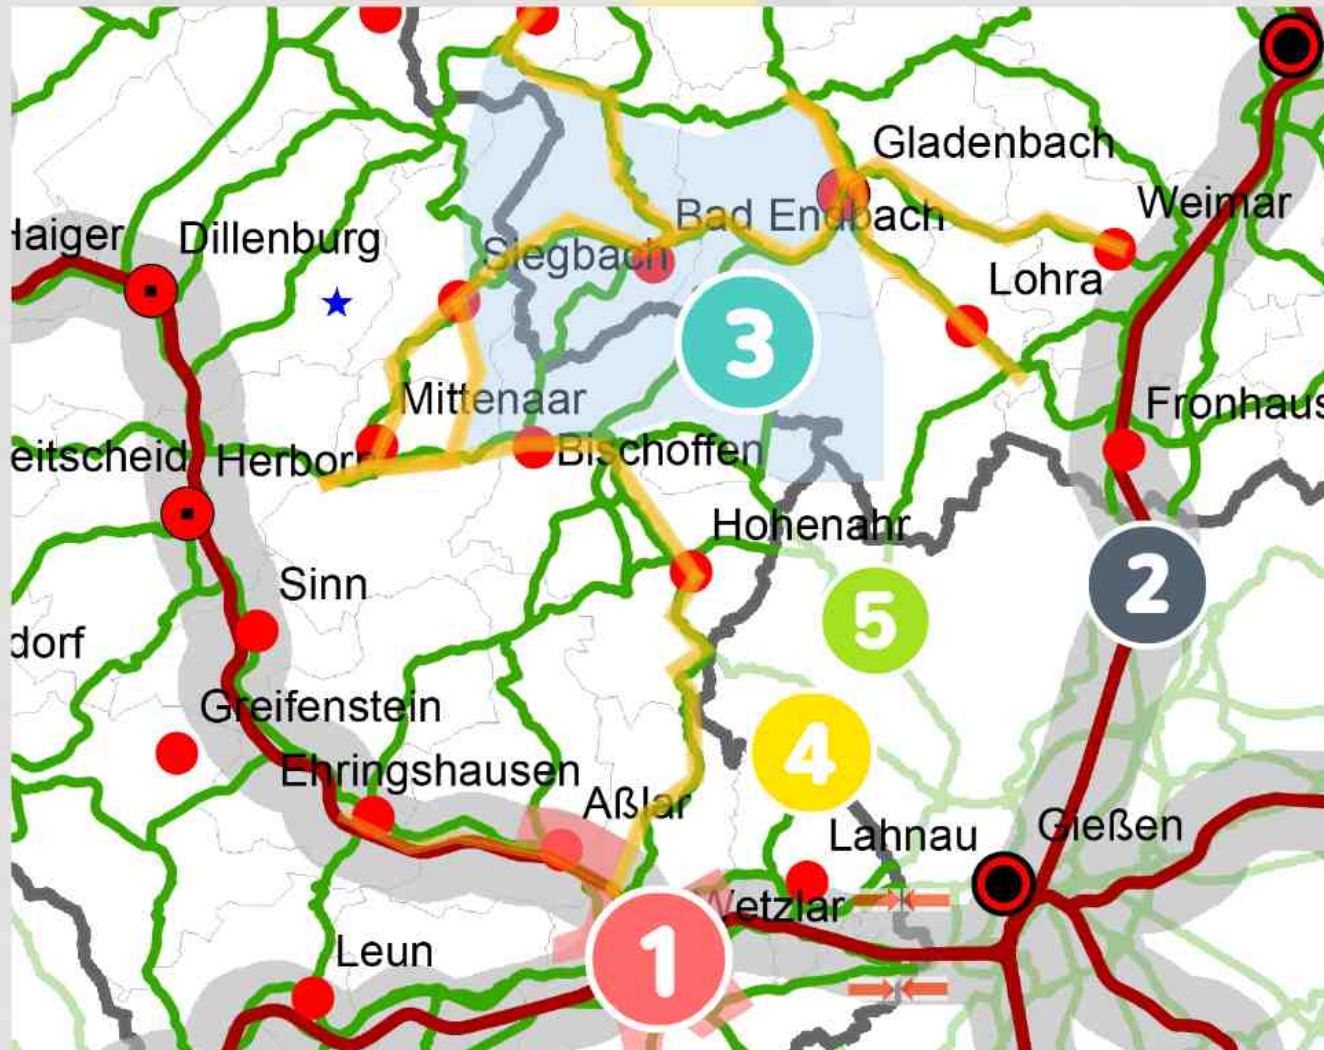 Gladenbach
Weimar
Haiger
Dillenburg
Bad Endbach
Siegbach
Lohra
3
Mittenaar
Fronhaus
eitscheid
Herborn
Bischoffen
Hohenahr
2
Sinn
5
dorf
Greifenstein
4
Ehringshausen
Aßlar
Lahnau
Gießen
Wetzlar
Leun
1